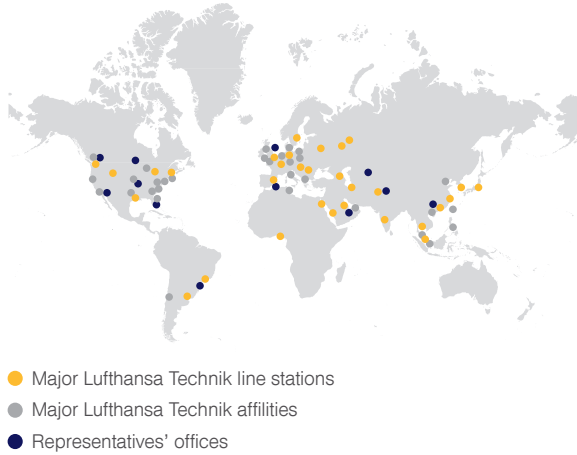 Major Lufthansa Technik line stations
Major Lufthansa Technik affilities
Representatives’ offices